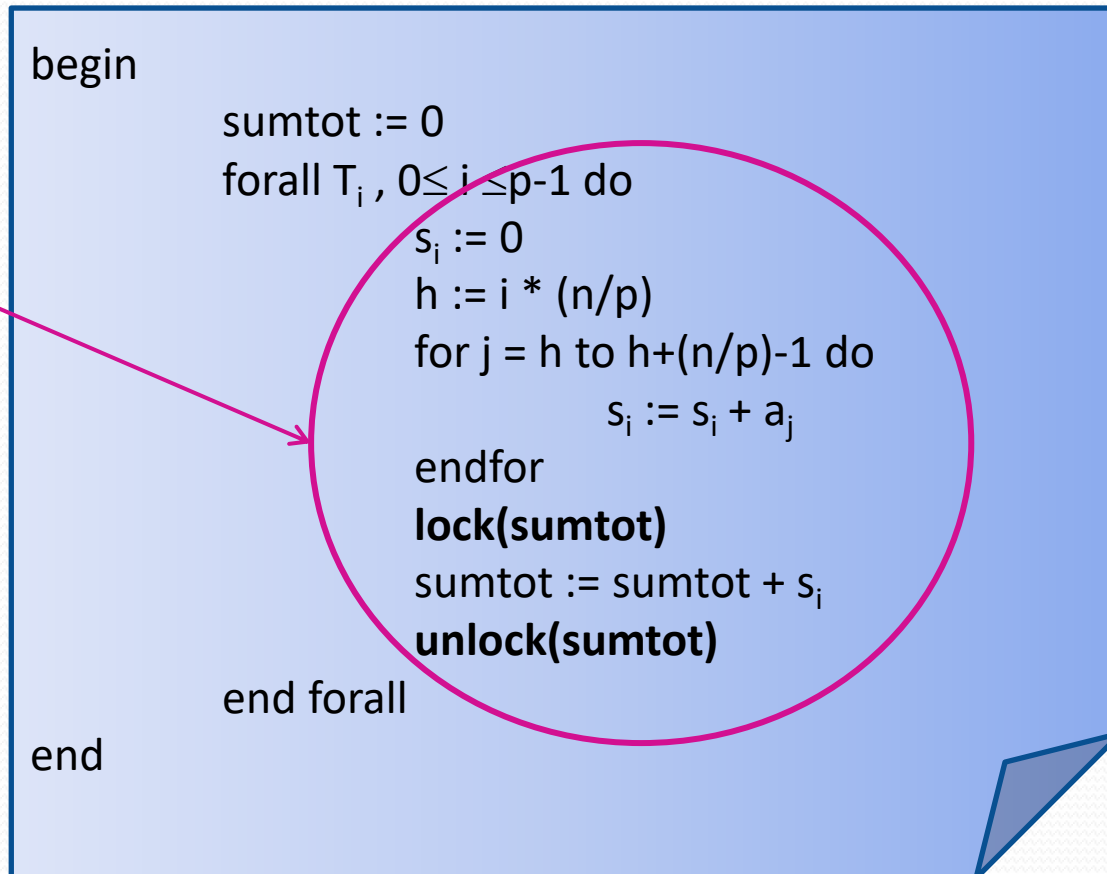 begin
sumtot := 0
forall Tᵢ , 0≤ i ≤p-1 do
sᵢ := 0
h := i * (n/p)
for j = h to h+(n/p)-1 do
sᵢ := sᵢ + aⱼ
endfor
lock(sumtot)
sumtot := sumtot + sᵢ
unlock(sumtot)
end forall
end